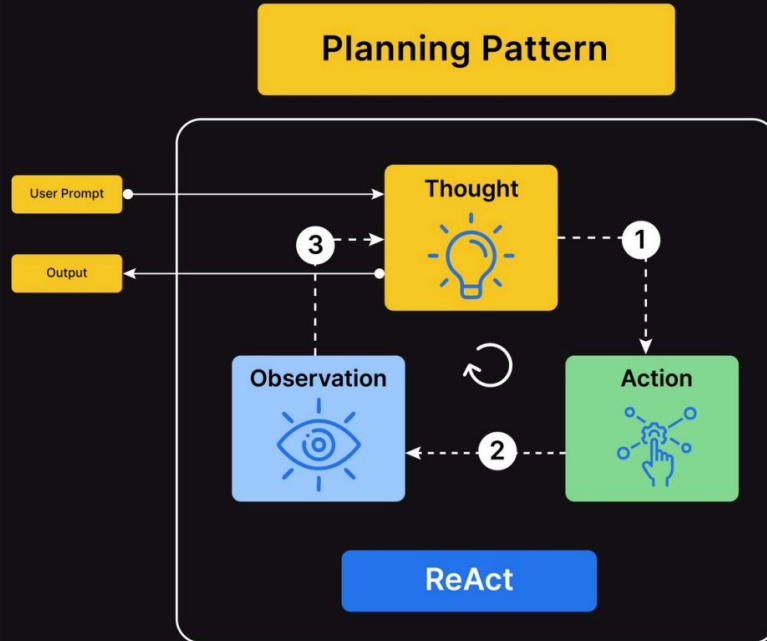 Planning Pattern
User Prompt
Thought
3
1
Output
Observation
Action
2
ReAct